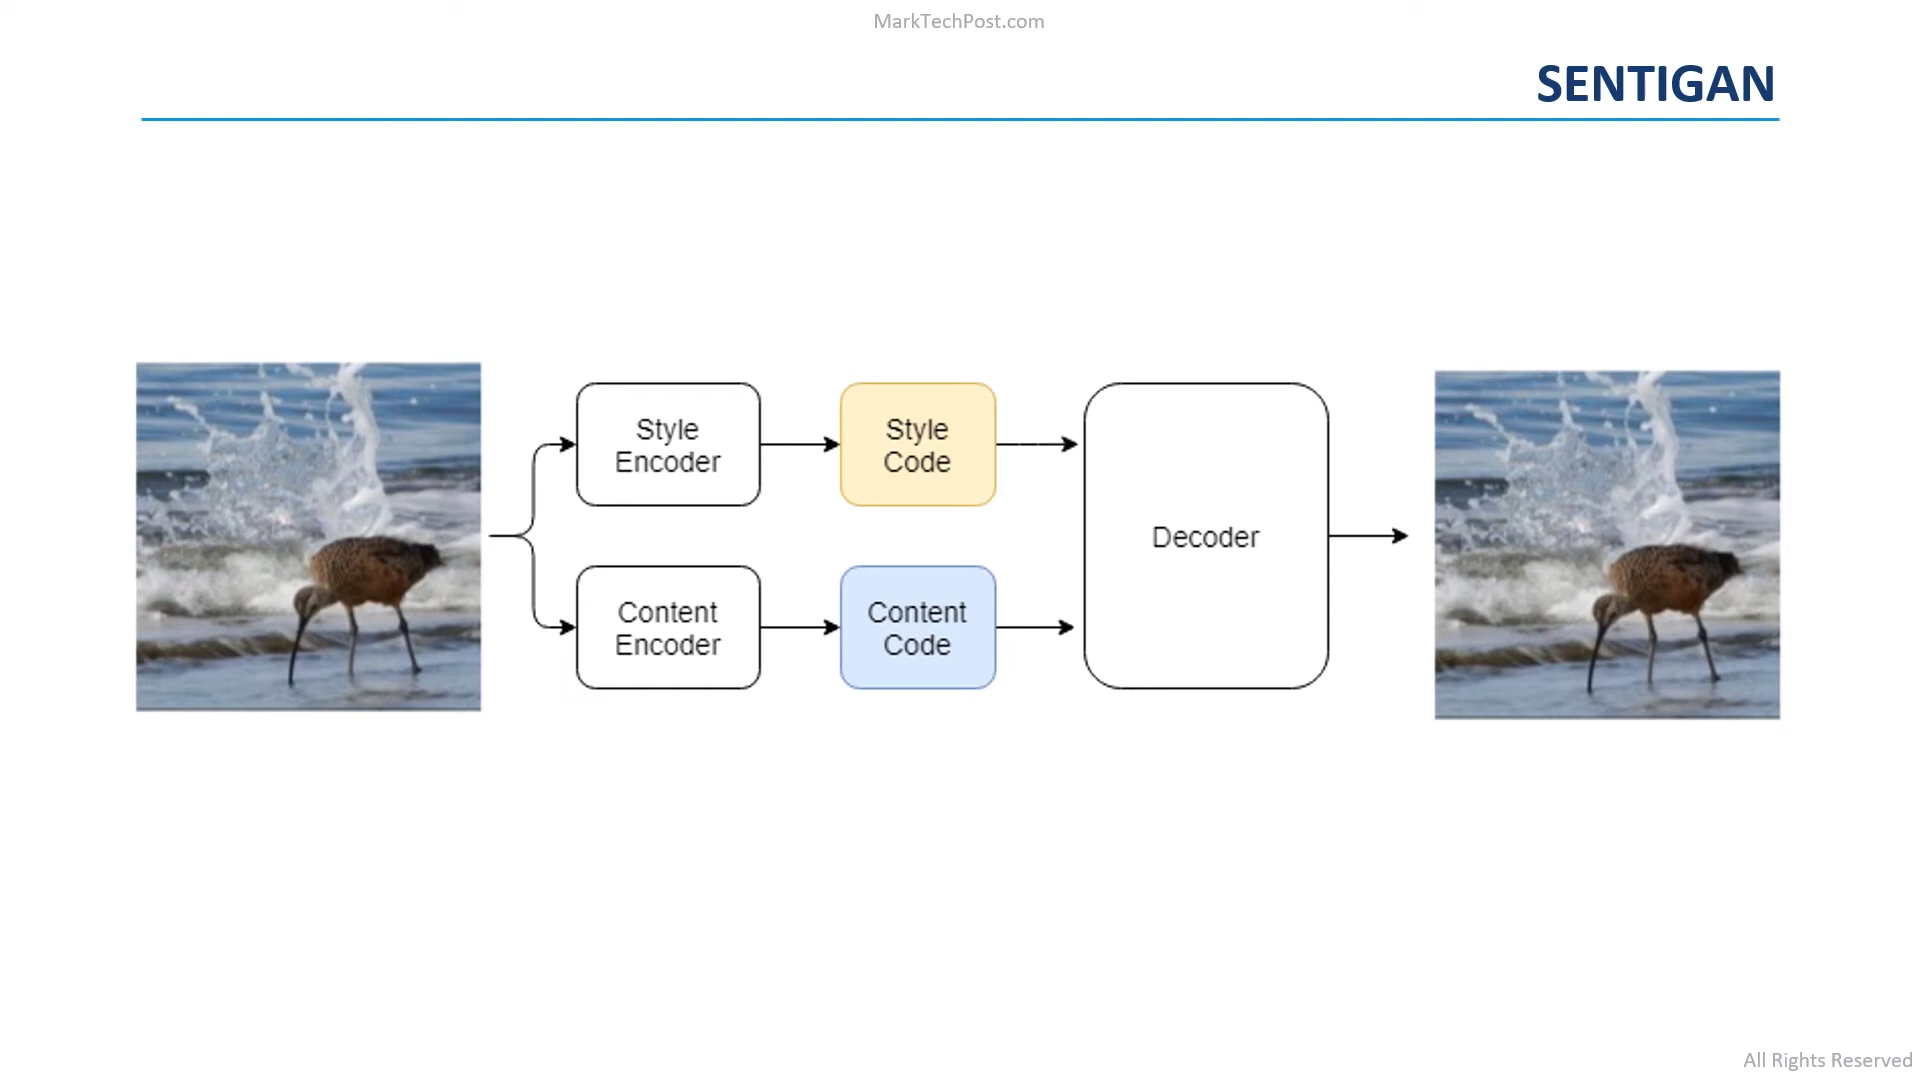 MarkTechPost.com
SENTIGAN
Style
Encoder
Style
Code
Content
Encoder
Content
Code
Decoder
All Rights Reserved